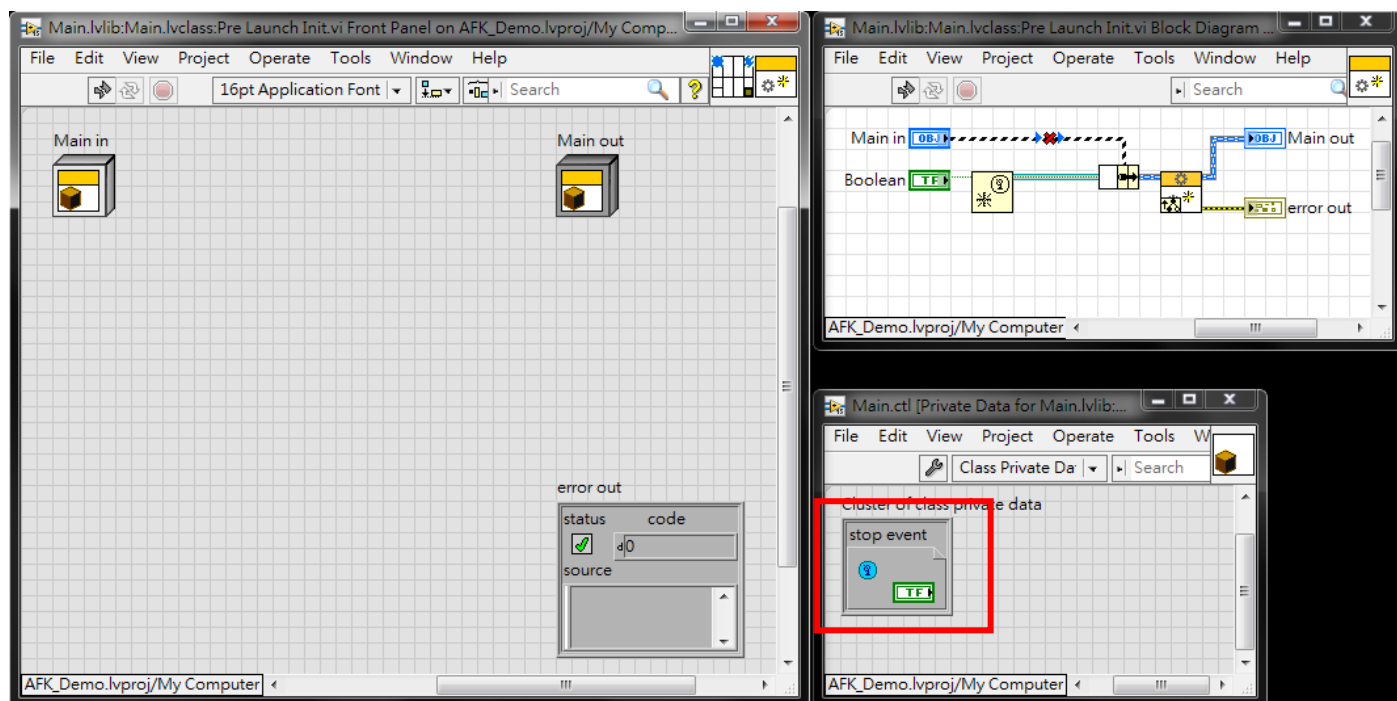 Main.lvlib:Main.lvclass:Pre Launch Init.vi Front Panel on AFK_Demo.lvproj/My Comp...
File Edit View Project Operate Tools Window Help
16pt Application Font
Search
Main in
Main out
error out
status code
d0
source
AFK_Demo.lvproj/My Computer
Main.lvlib:Main.lvclass:Pre Launch Init.vi Block Diagram ...
File Edit View Project Operate Tools Window Help
Search
Main in OBJ
OBJ Main out
Boolean TF
error out
AFK_Demo.lvproj/My Computer
Main.ctl [Private Data for Main.lvlib:...
File Edit View Project Operate Tools W
Class Private Da
Search
Cluster of class private data
stop event
TF
AFK_Demo.lvproj/My Computer